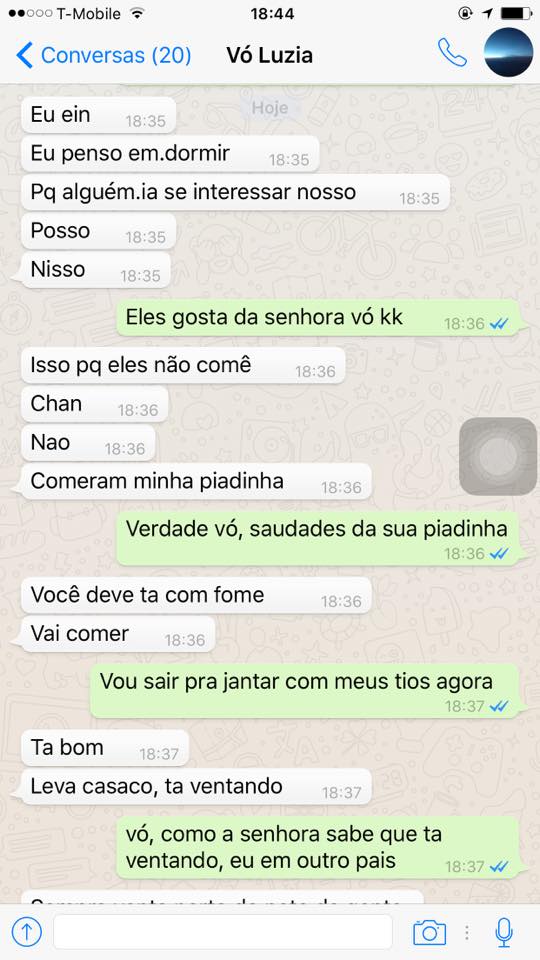 T-Mobile
18:44
Conversas (20)
Vó Luzia
Hoje
Eu ein
18:35
Eu penso em.dormir
18:35
Pq alguém.ia se interessar nosso
18:35
Posso
18:35
Nisso
18:35
Eles gosta da senhora vó kk
18:36
Isso pq eles não comê
18:36
Chan
18:36
Nao
18:36
Comeram minha piadinha
18:36
Verdade vó, saudades da sua piadinha
18:36
Você deve ta com fome
18:36
Vai comer
18:36
Vou sair pra jantar com meus tios agora
18:37
Ta bom
18:37
Leva casaco, ta ventando
18:37
vó, como a senhora sabe que ta
ventando, eu em outro pais
18:37